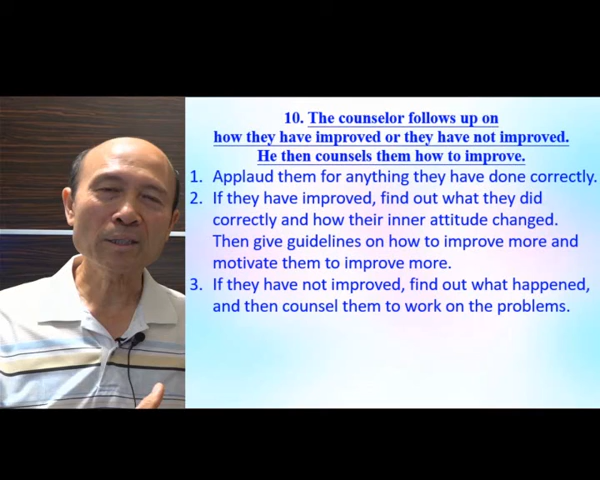 10. The counselor follows up on
how they have improved or they have not improved.
He then counsels them how to improve.
1. Applaud them for anything they have done correctly.
2. If they have improved, find out what they did
correctly and how their inner attitude changed.
Then give guidelines on how to improve more and
motivate them to improve more.
3. If they have not improved, find out what happened,
and then counsel them to work on the problems.